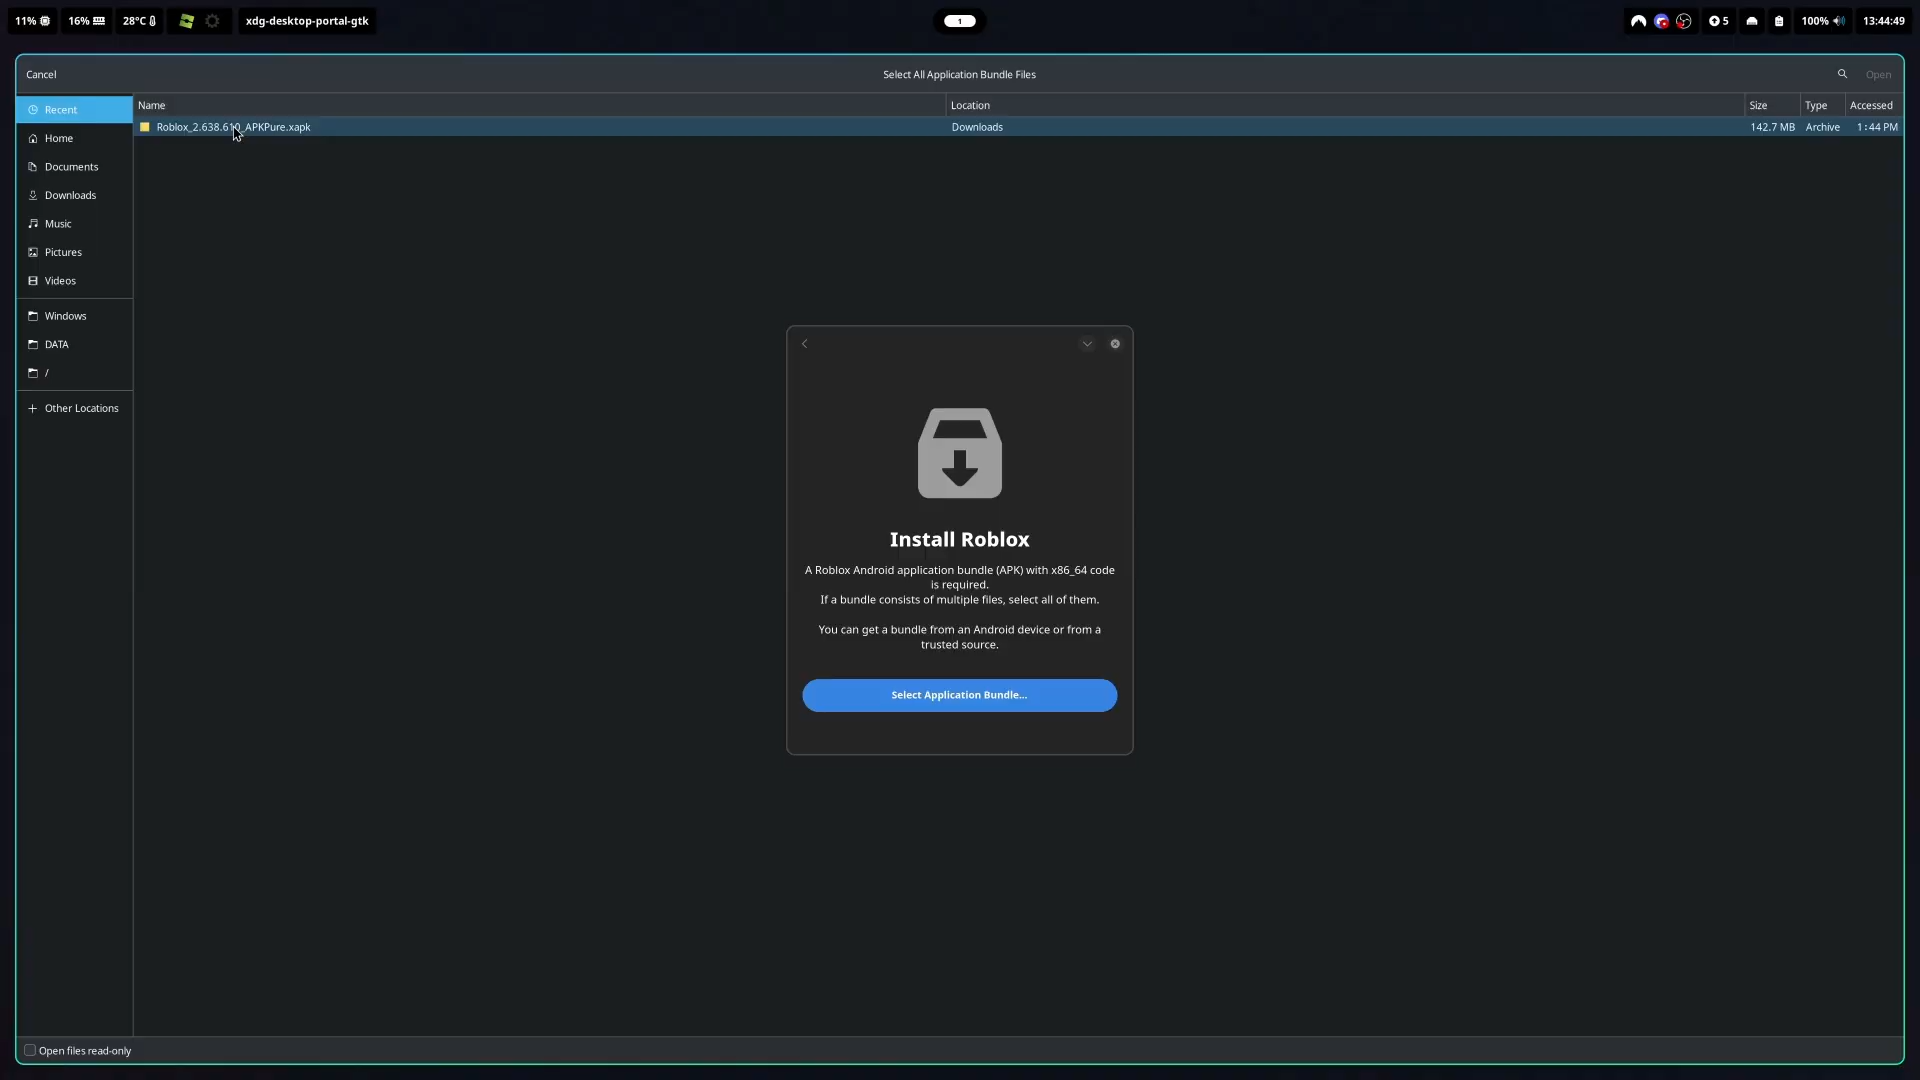 11%
16%
28°C
xdg-desktop-portal-gtk
1
5
100%
13:44:49
Cancel
Select All Application Bundle Files
Open
Recent
Home
Documents
Downloads
Music
Pictures
Videos
Windows
DATA
/
Other Locations
Name Location Size Type Accessed
Roblox_2.638.610_APKPure.xapk Downloads 142.7 MB Archive 1:44 PM
Install Roblox
A Roblox Android application bundle (APK) with x86_64 code
is required.
If a bundle consists of multiple files, select all of them.
You can get a bundle from an Android device or from a
trusted source.
Select Application Bundle...
Open files read-only